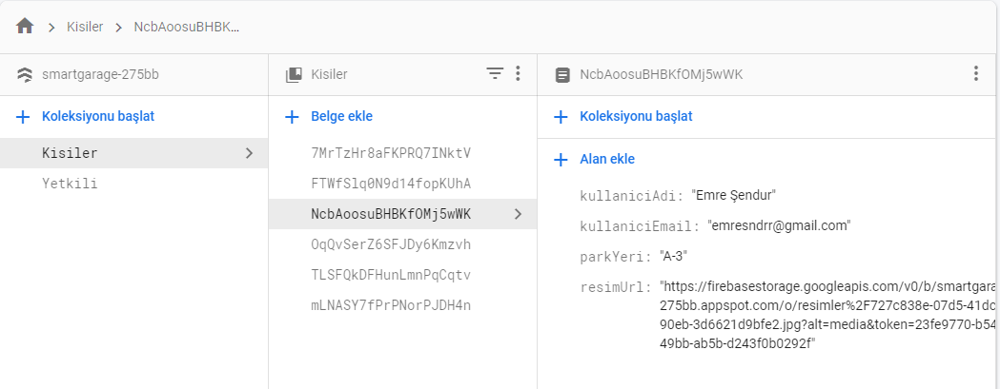 Kisiler
NcbAoosuBHBK...
smartgarage-275bb
Kisiler
NcbAoosuBHBKfOMj5wWK
Koleksiyonu başlat
Belge ekle
Koleksiyonu başlat
Kisiler
Yetkili
7MrTzHr8aFKPRQ7INktV
FTWfSlq0N9d14fopKUhA
NcbAoosuBHBKfOMj5wWK
OqQvSerZ6SFJDy6Kmzvh
TLSFQkDFHunLmnPqCqtv
mLNASY7fPrPNorPJDH4n
Alan ekle
kullaniciAdi: "Emre Şendur"
kullaniciEmail: "emresndrr@gmail.com"
parkYeri: "A-3"
resimUrl: "https://firebasestorage.googleapis.com/v0/b/smartgara
275bb.appspot.com/o/resimler%2F727c838e-07d5-41dc
90eb-3d6621d9bfe2.jpg?alt=media&token=23fe9770-b54
49bb-ab5b-d243f0b0292f"